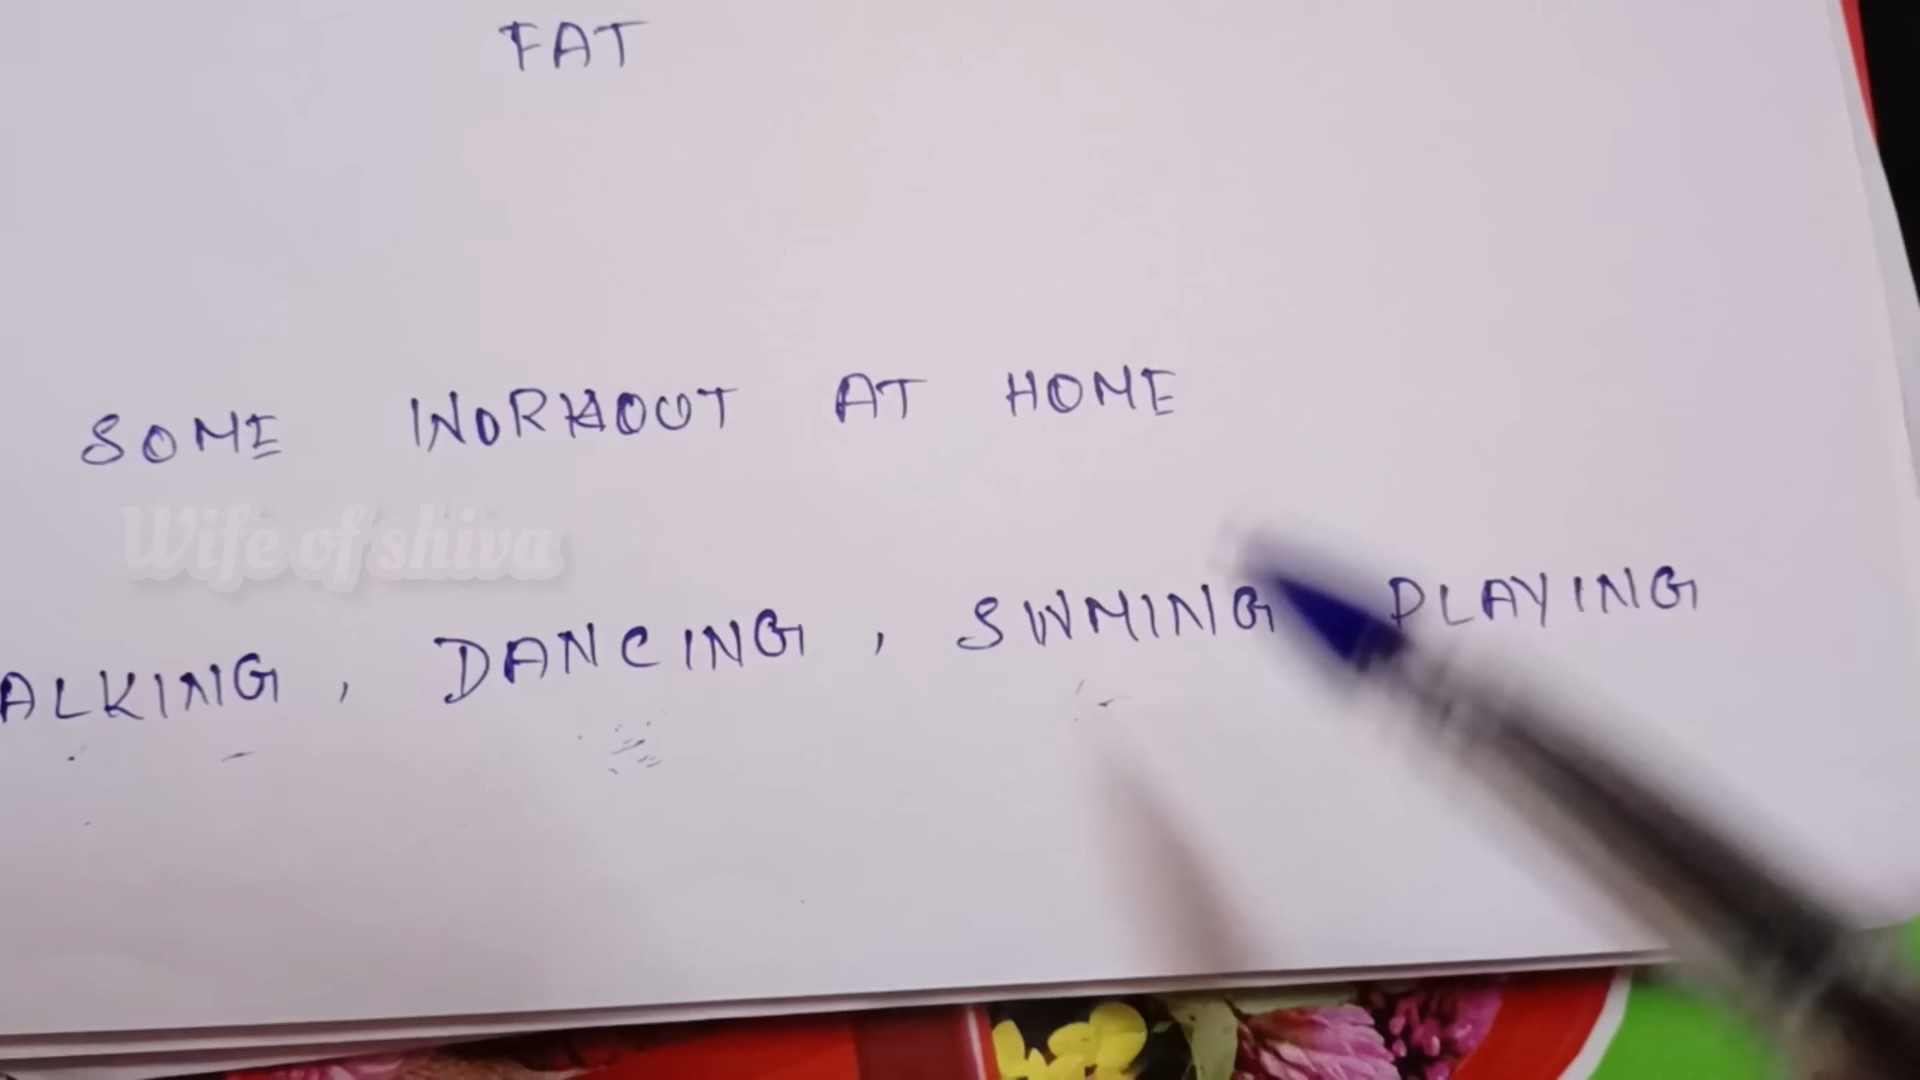 FAT
SOME WORKOUT AT HOME
Wife of shiva
ALKING, DANCING, SWMING PLAYING